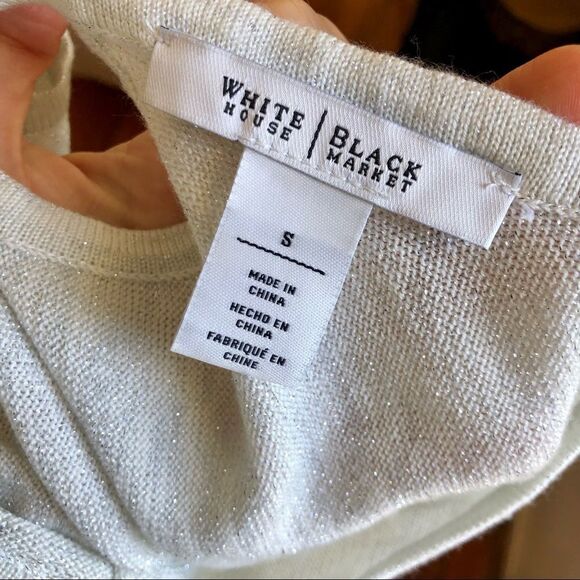 WHITE HOUSE | BLACK MARKET
S
MADE IN
CHINA
HECHO EN
CHINA
FABRIQUÉ EN
CHINE